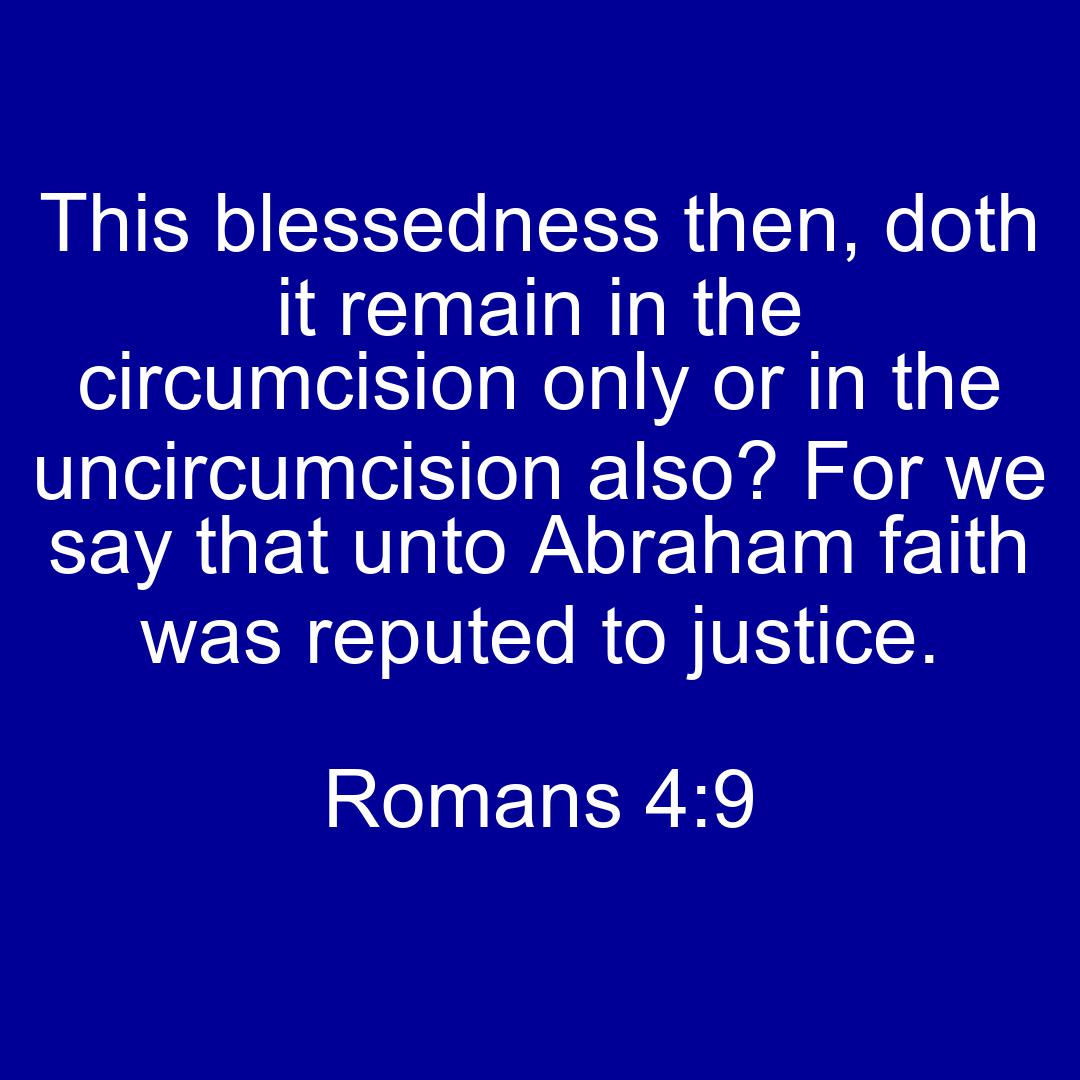 This blessedness then, doth
it remain in the
circumcision only or in the
uncircumcision also? For we
say that unto Abraham faith
was reputed to justice.
Romans 4:9